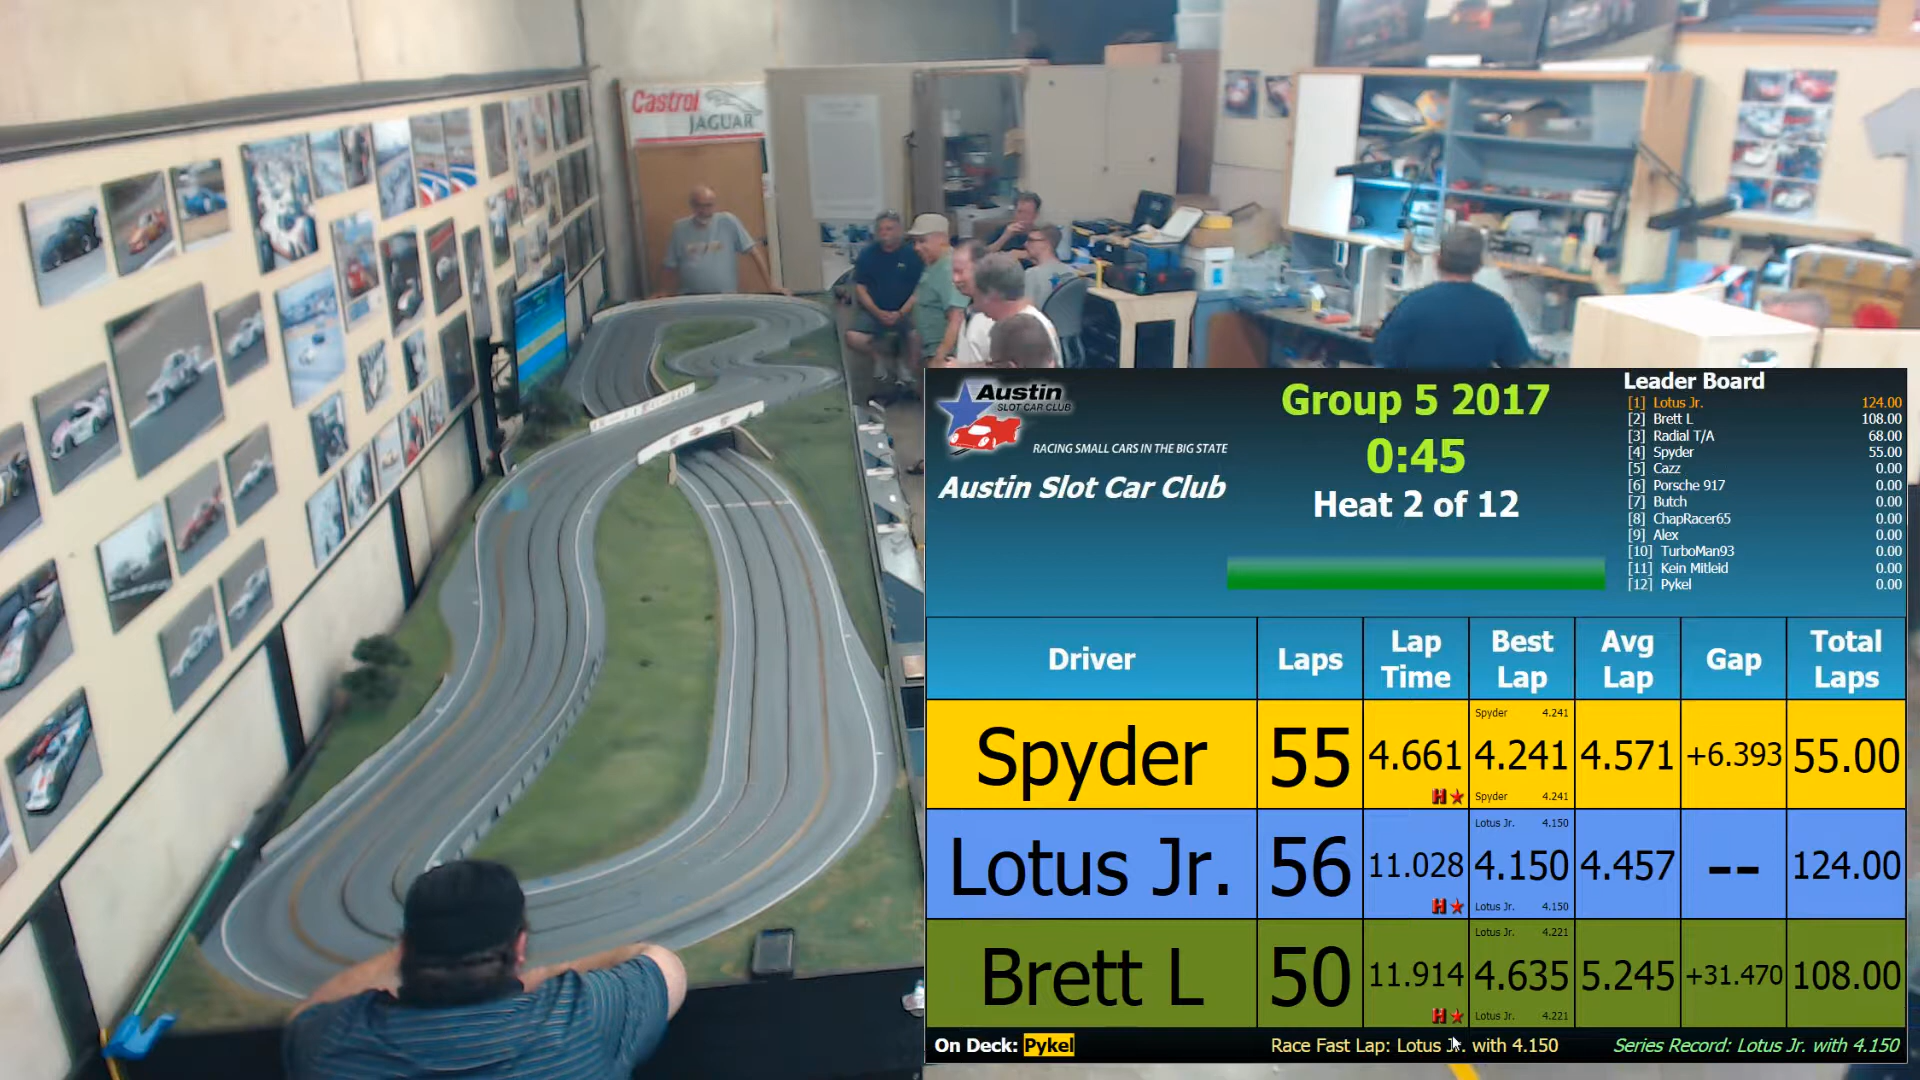 Castrol
JAGUAR
Austin
SLOT CAR CLUB
RACING SMALL CARS IN THE BIG STATE
Austin Slot Car Club
Group 5 2017
0:45
Heat 2 of 12
Leader Board
[1] Lotus Jr. 124.00
[2] Brett L 108.00
[3] Radial T/A 68.00
[4] Spyder 55.00
[5] Cazz 0.00
[6] Porsche 917 0.00
[7] Butch 0.00
[8] ChapRacer65 0.00
[9] Alex 0.00
[10] TurboMan93 0.00
[11] Kein Mitleid 0.00
[12] Pykel 0.00
Driver Laps Lap Time Best Lap Avg Lap Gap Total Laps
Spyder 4.241
Spyder 55 4.661 4.241 4.571 +6.393 55.00
H Spyder 4.241
Lotus Jr. 4.150
Lotus Jr. 56 11.028 4.150 4.457 -- 124.00
H Lotus Jr. 4.150
Lotus Jr. 4.221
Brett L 50 11.914 4.635 5.245 +31.470 108.00
H Lotus Jr. 4.221
On Deck: Pykel Race Fast Lap: Lotus Jr. with 4.150 Series Record: Lotus Jr. with 4.150